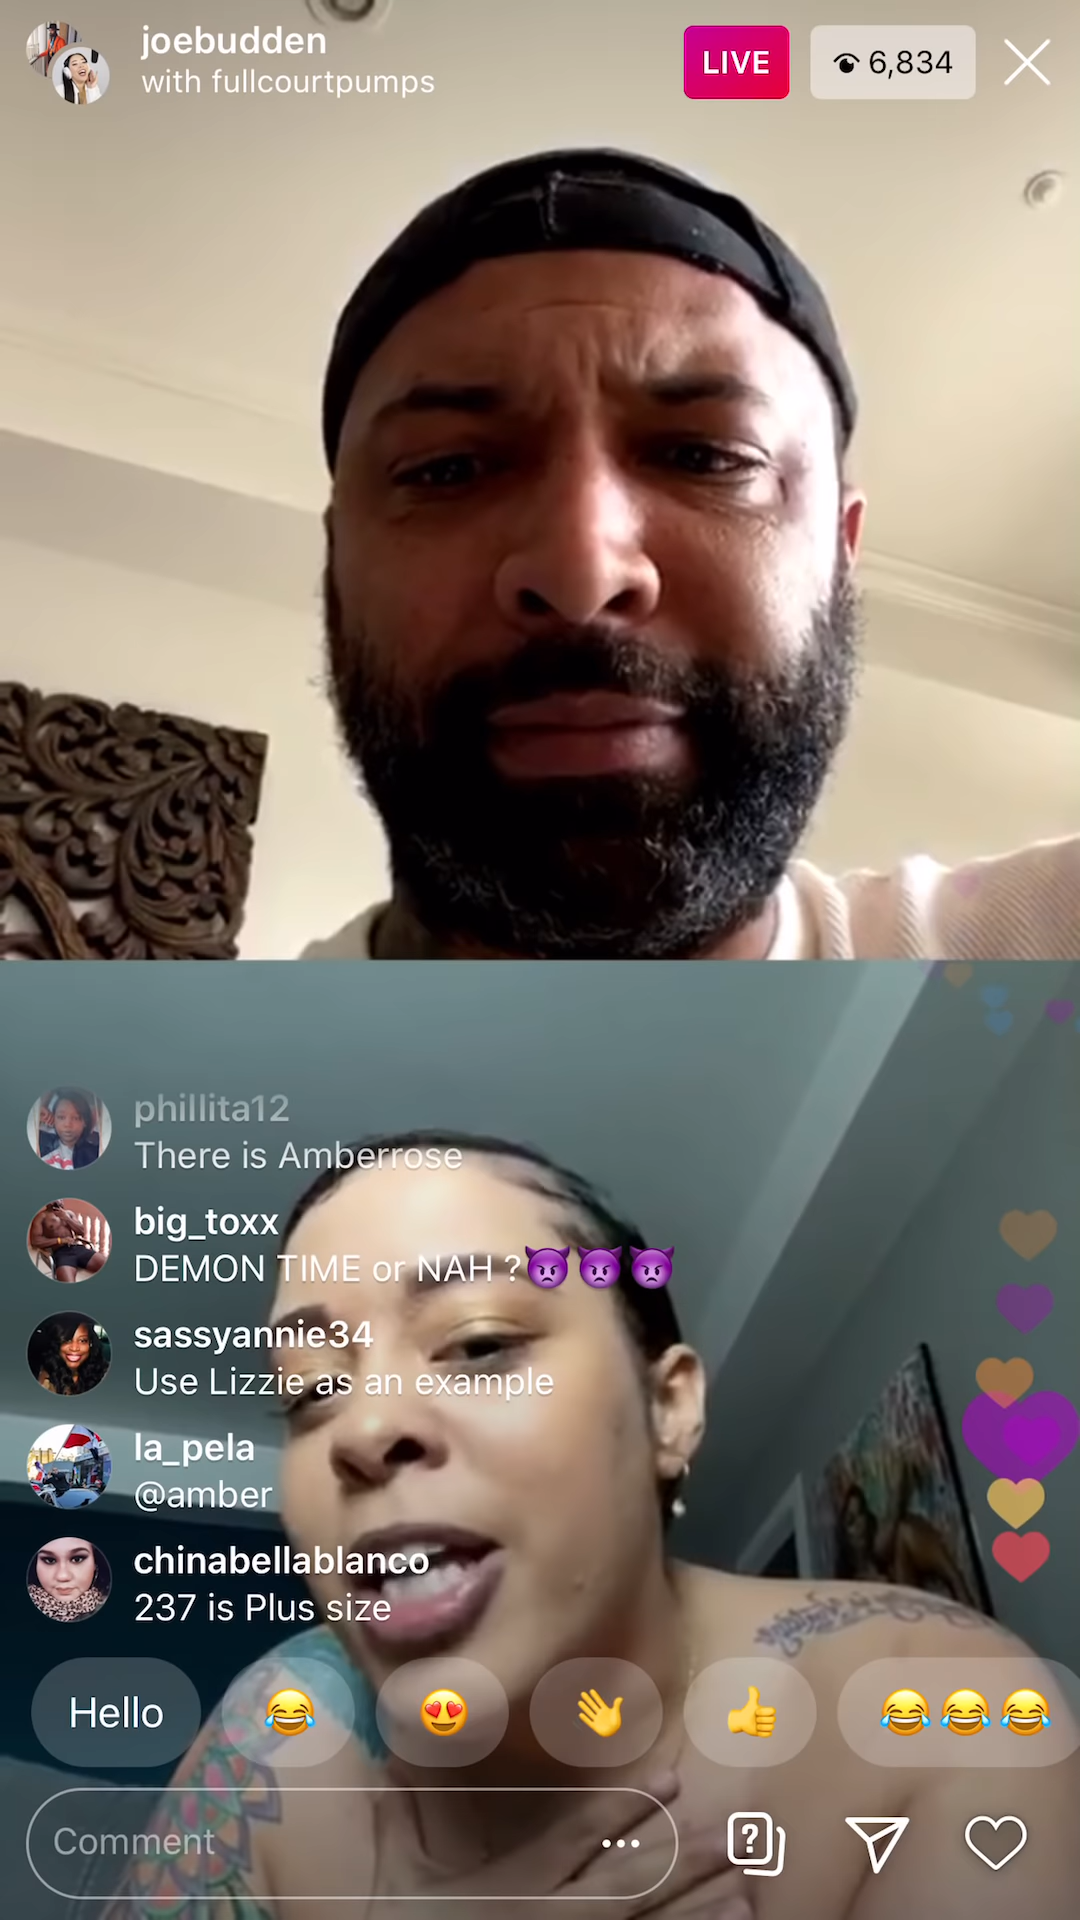 joebudden
with fullcourtpumps
LIVE
6,834
phillita12
There is Amberrose
big_toxx
DEMON TIME or NAH ?😈😈😈
sassyannie34
Use Lizzie as an example
la_pela
@amber
chinabellablanco
237 is Plus size
Hello
😂 😍 👋 👍 😂😂😂
Comment